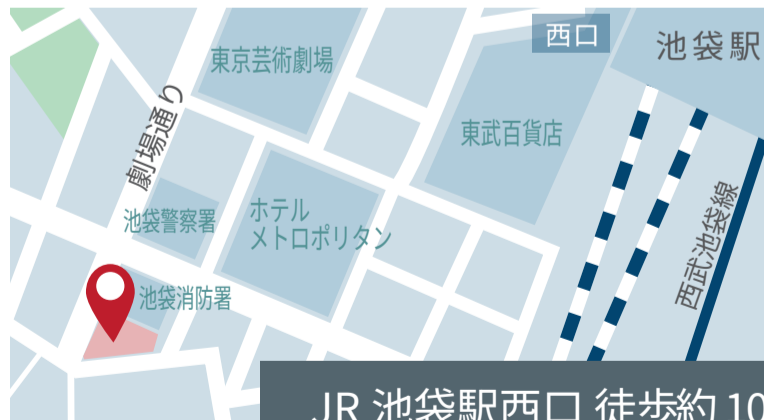 西口
池袋駅
東京芸術劇場
劇場通り
東武百貨店
池袋警察署
ホテル
メトロポリタン
西武池袋線
池袋消防署
JR 池袋駅西口 徒歩約 10